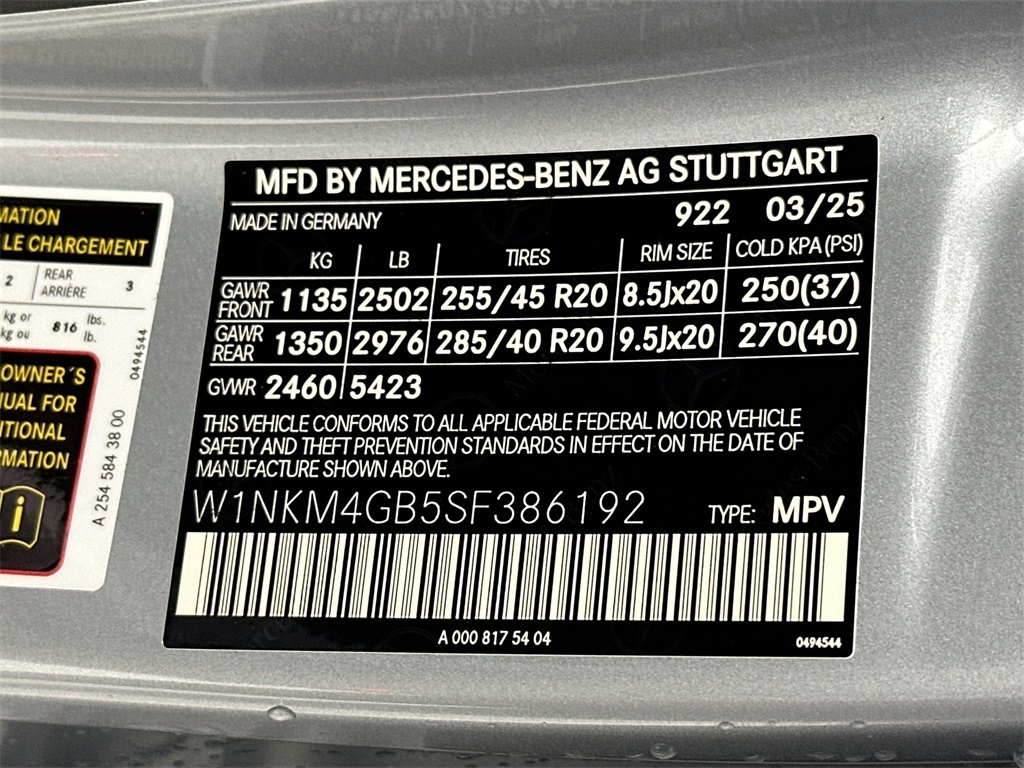 MATION
LE CHARGEMENT
2 REAR ARRIÈRE 3
kg or
kg ou 816 lbs.
lb.
OWNER´S
UAL FOR
ITIONAL
RMATION
i
A 254 584 38 00
0494544
MFD BY MERCEDES-BENZ AG STUTTGART
MADE IN GERMANY 922 03/25
KG LB TIRES RIM SIZE COLD KPA (PSI)
GAWR FRONT 1135 2502 255/45 R20 8.5Jx20 250(37)
GAWR REAR 1350 2976 285/40 R20 9.5Jx20 270(40)
GVWR 2460 5423
THIS VEHICLE CONFORMS TO ALL APPLICABLE FEDERAL MOTOR VEHICLE
SAFETY AND THEFT PREVENTION STANDARDS IN EFFECT ON THE DATE OF
MANUFACTURE SHOWN ABOVE.
W1NKM4GB5SF386192 TYPE: MPV
A 000 817 54 04 0494544